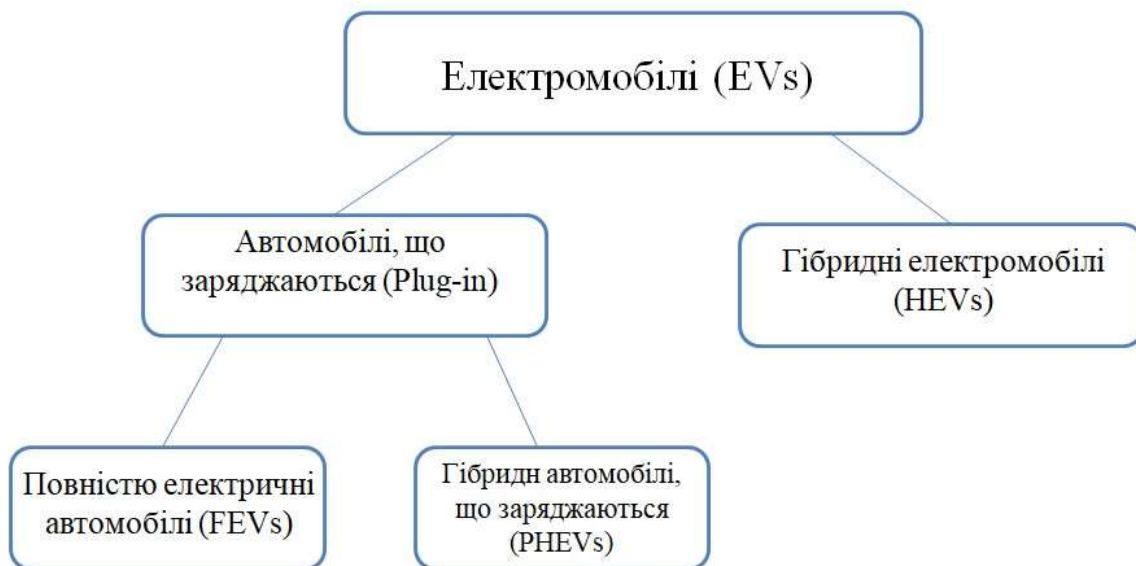 Електромобілі (EVs)
Автомобілі, що
заряджаються (Plug-in)
Гібридні електромобілі
(HEVs)
Повністю електричні
автомобілі (FEVs)
Гібридн автомобілі,
що заряджаються
(PHEVs)